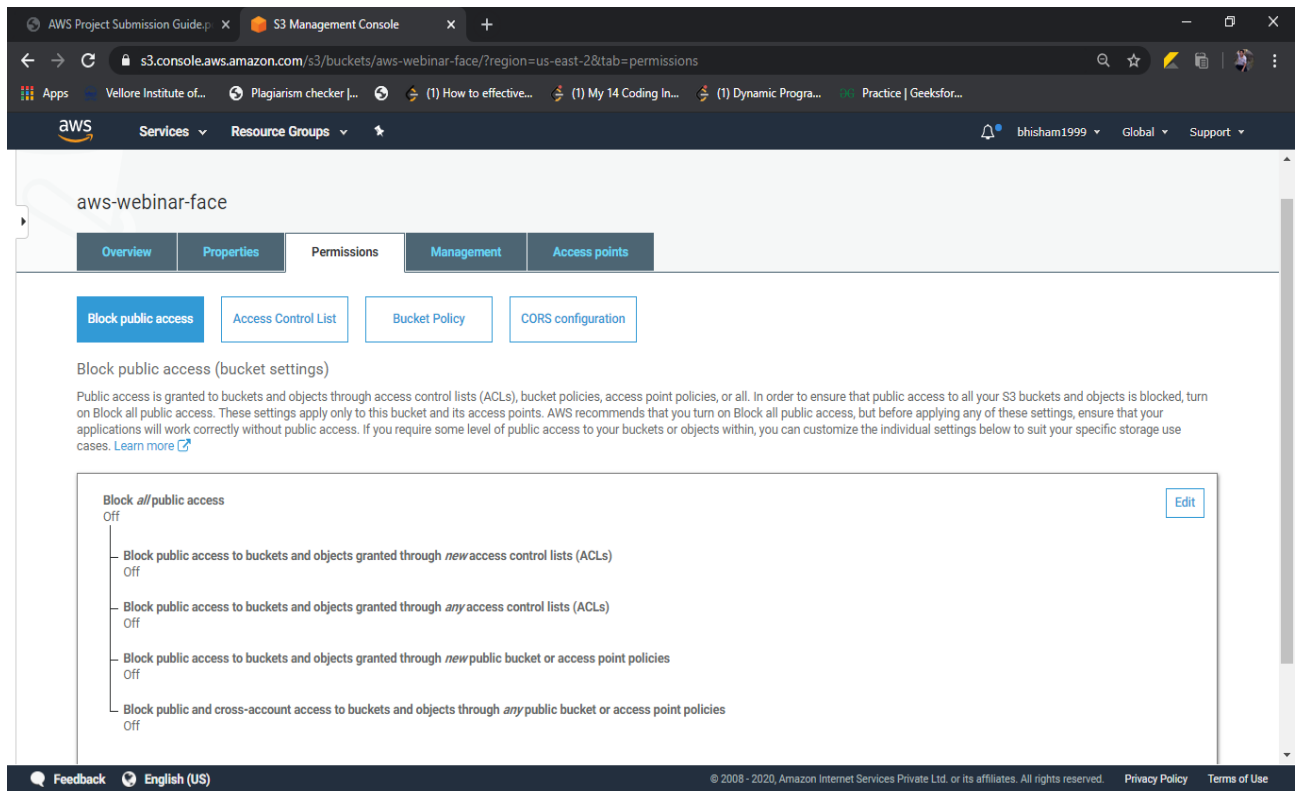 AWS Project Submission Guide.p
S3 Management Console
s3.console.aws.amazon.com/s3/buckets/aws-webinar-face/?region=us-east-2&tab=permissions
Apps Vellore Institute of... Plagiarism checker |... (1) How to effective... (1) My 14 Coding In... (1) Dynamic Progra... Practice | Geeksfor...
aws Services Resource Groups bhisham1999 Global Support
aws-webinar-face
Overview Properties Permissions Management Access points
Block public access Access Control List Bucket Policy CORS configuration
Block public access (bucket settings)
Public access is granted to buckets and objects through access control lists (ACLs), bucket policies, access point policies, or all. In order to ensure that public access to all your S3 buckets and objects is blocked, turn
on Block all public access. These settings apply only to this bucket and its access points. AWS recommends that you turn on Block all public access, but before applying any of these settings, ensure that your
applications will work correctly without public access. If you require some level of public access to your buckets or objects within, you can customize the individual settings below to suit your specific storage use
cases. Learn more
Block all public access
Edit
Off
Block public access to buckets and objects granted through new access control lists (ACLs)
Off
Block public access to buckets and objects granted through any access control lists (ACLs)
Off
Block public access to buckets and objects granted through new public bucket or access point policies
Off
Block public and cross-account access to buckets and objects through any public bucket or access point policies
Off
Feedback English (US) © 2008 - 2020, Amazon Internet Services Private Ltd. or its affiliates. All rights reserved. Privacy Policy Terms of Use